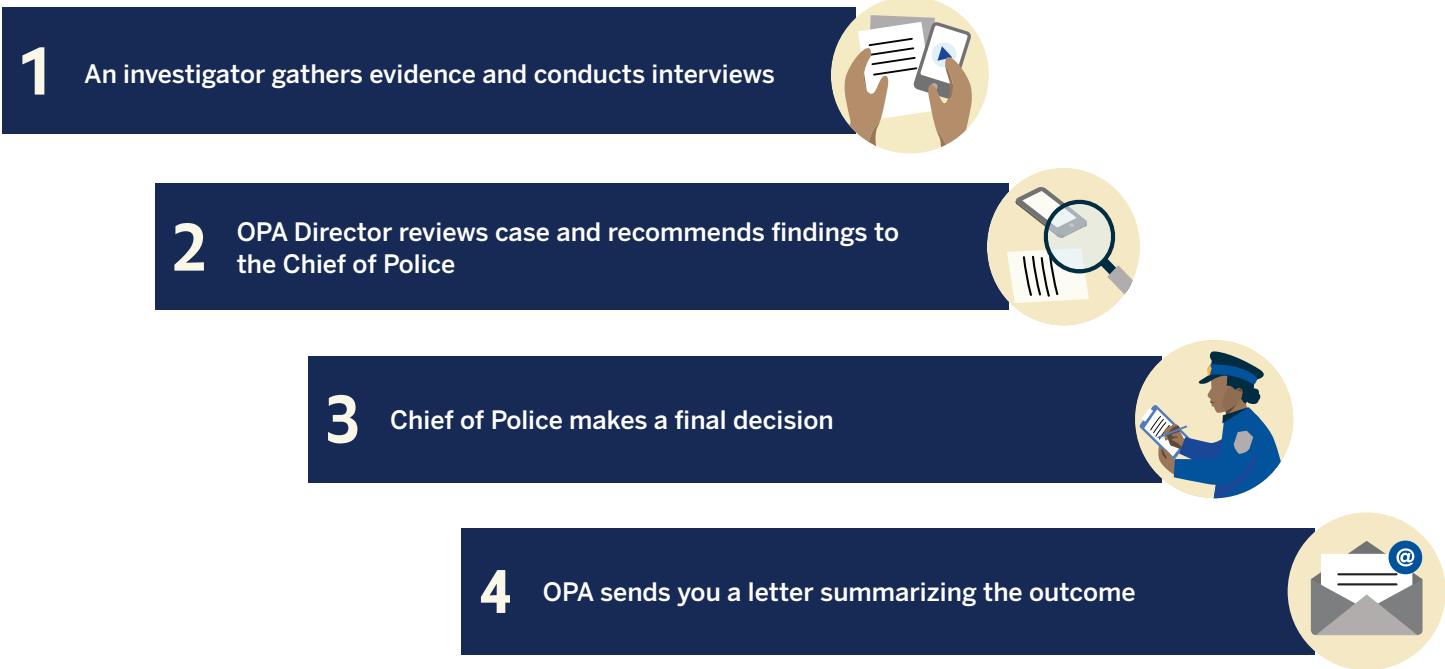 1
An investigator gathers evidence and conducts interviews
2
OPA Director reviews case and recommends findings to
the Chief of Police
3
Chief of Police makes a final decision
4
OPA sends you a letter summarizing the outcome
@